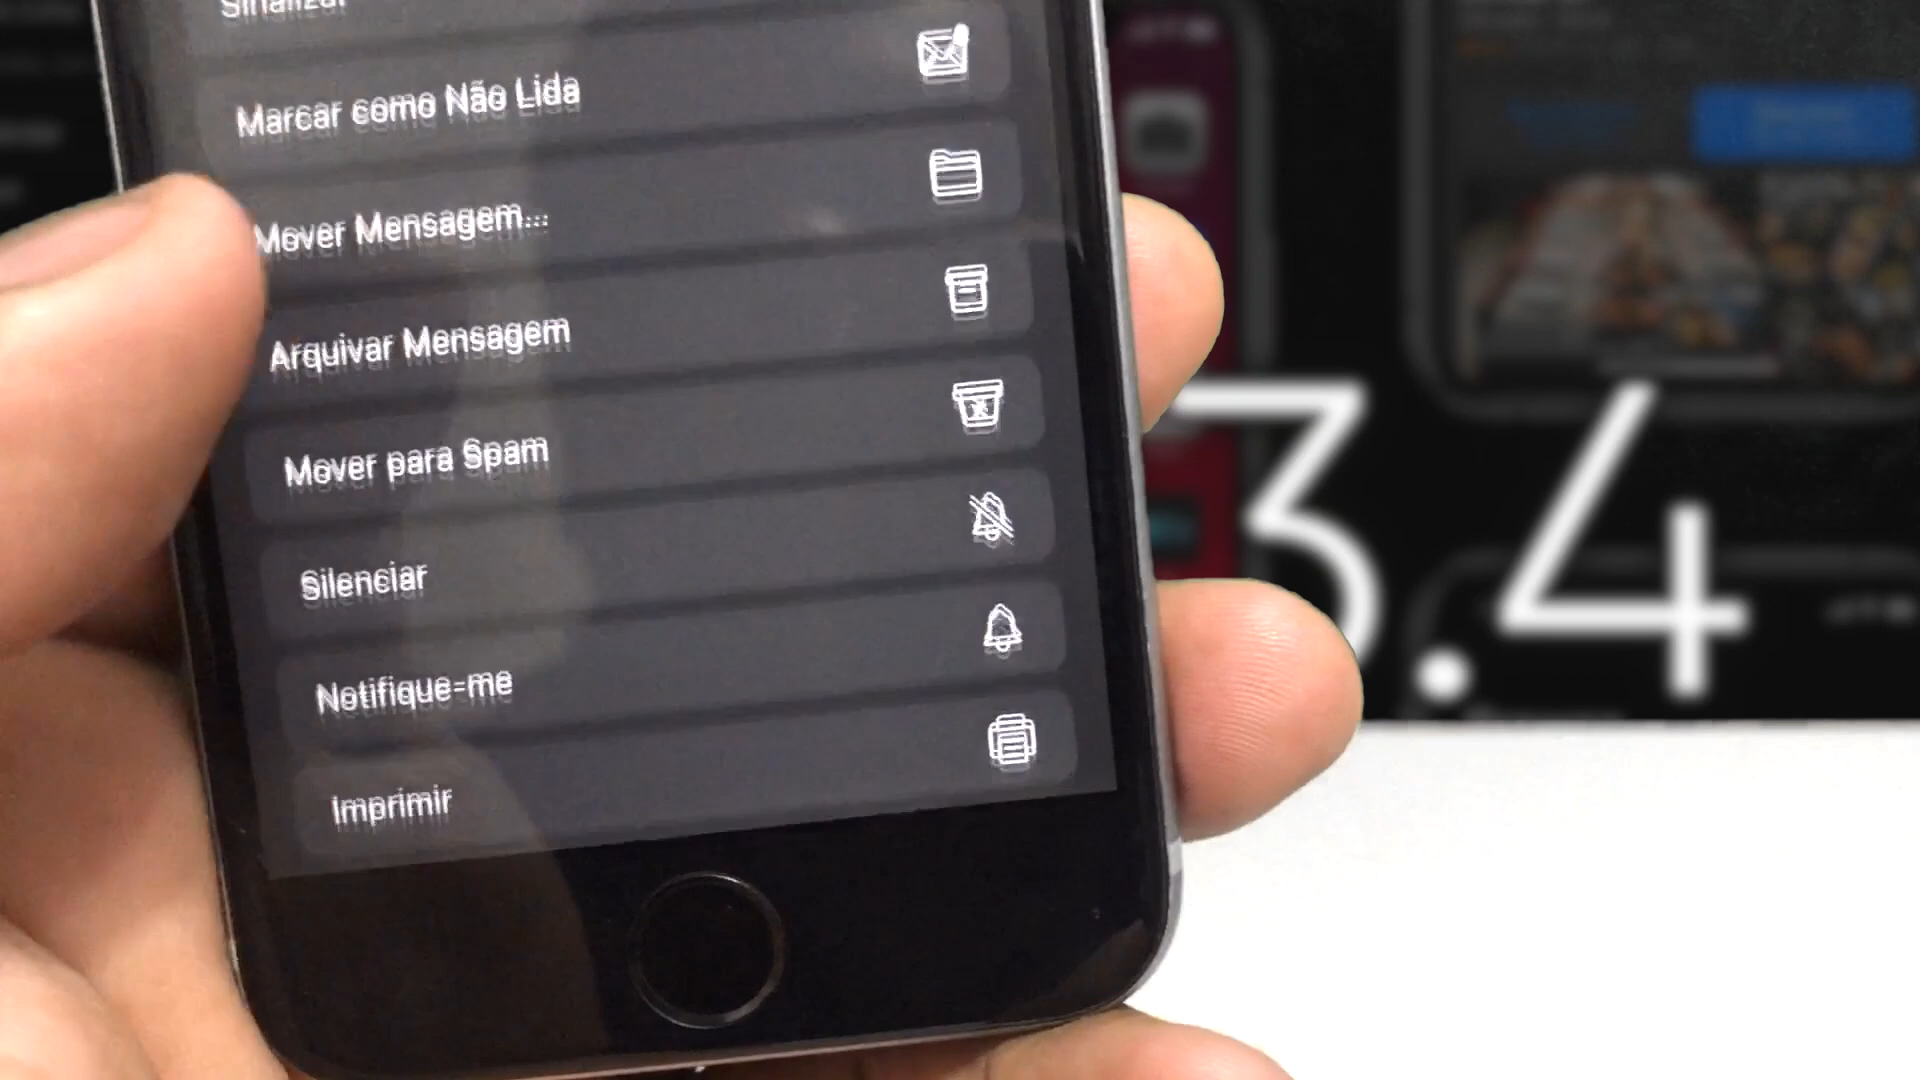 Sinalizar
Marcar como Não Lida
Mover Mensagem...
Arquivar Mensagem
Mover para Spam
Silenciar
Notifique-me
Imprimir
3.4